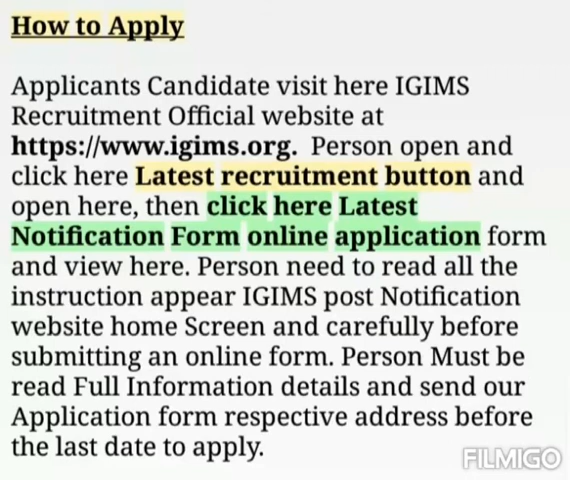 How to Apply
Applicants Candidate visit here IGIMS
Recruitment Official website at
https://www.igims.org.  Person open and
click here Latest recruitment button and
open here, then click here Latest
Notification Form online application form
and view here. Person need to read all the
instruction appear IGIMS post Notification
website home Screen and carefully before
submitting an online form. Person Must be
read Full Information details and send our
Application form respective address before
the last date to apply.
FILMIGO